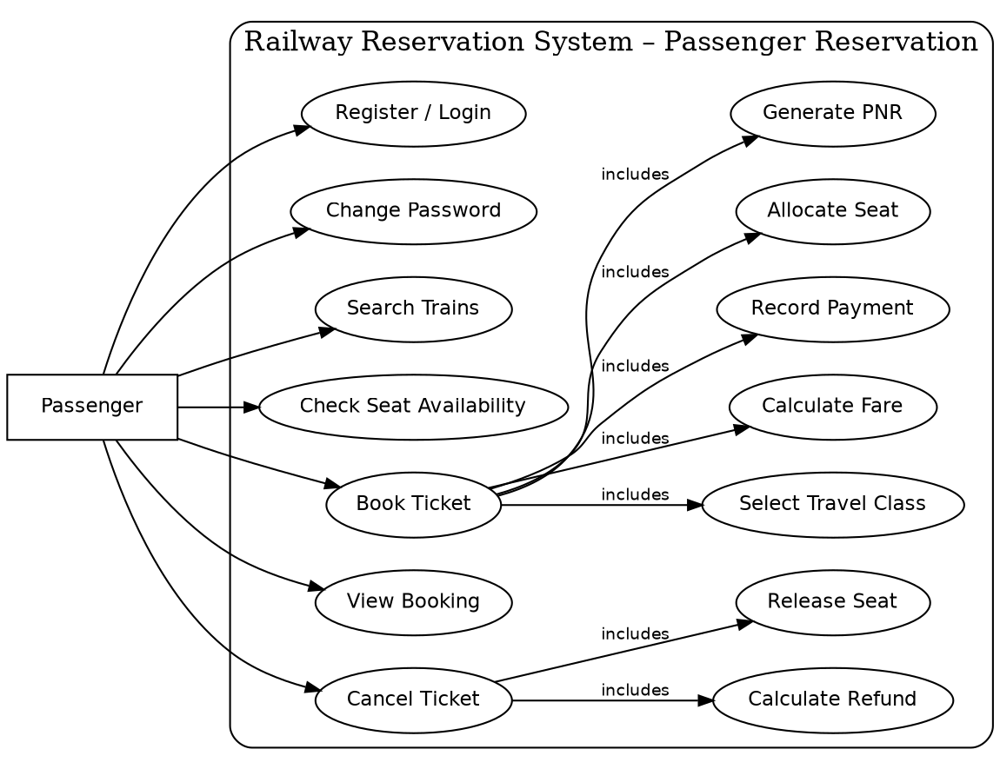 Railway Reservation System – Passenger Reservation
Register / Login
Generate PNR
includes
Change Password
Allocate Seat
includes
Search Trains
Record Payment
includes
Passenger
Check Seat Availability
Calculate Fare
includes
includes
Book Ticket
Select Travel Class
View Booking
Release Seat
includes
includes
Cancel Ticket
Calculate Refund